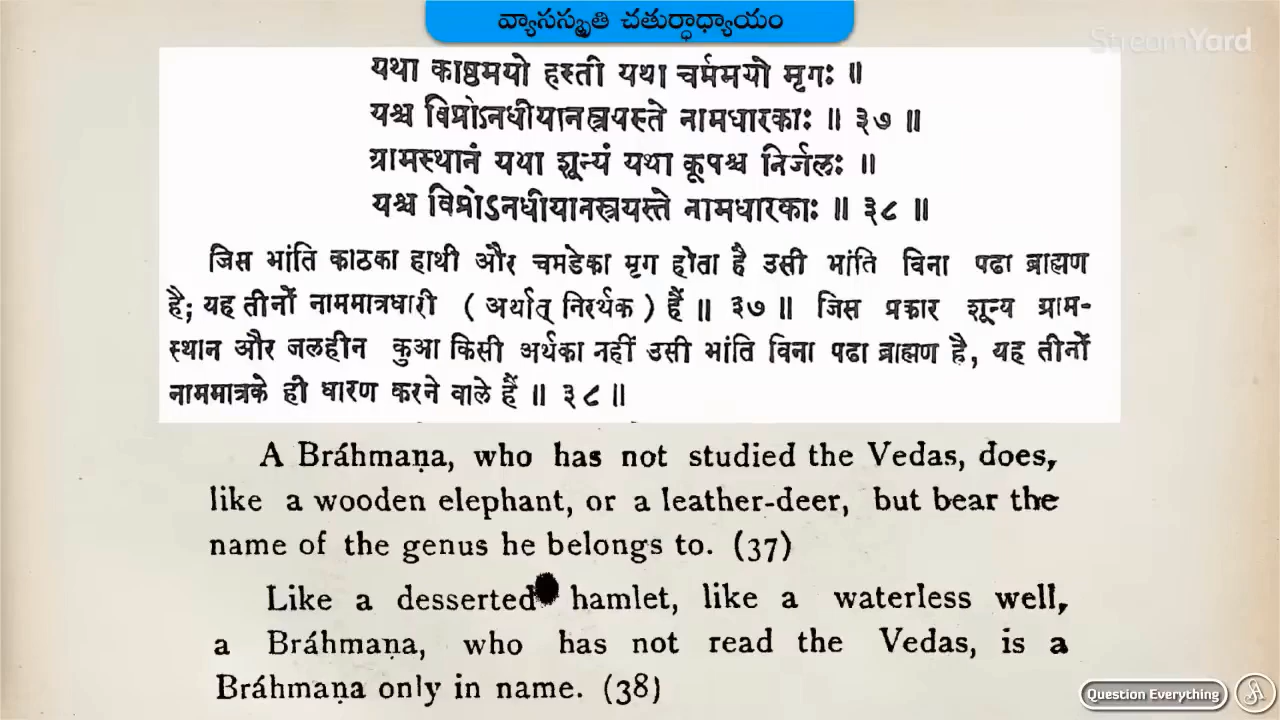 వ్యాసస్మృతి చతుర్ధాధ్యాయం
StreamYard
यथा काष्ठमयो हस्ती यथा चर्ममयो मृगः ॥
यश्च विप्रोऽनधीयानस्त्रयस्ते नामधारकाः ॥ ३७ ॥
ग्रामस्थानं यथा शून्यं यथा कूपश्च निर्जलः ॥
यश्च विप्रोऽनधीयानस्त्रयस्ते नामधारकाः ॥ ३८ ॥
जिस भांति काठका हाथी और चमडेका मृग होता है उसी भांति विना पढा ब्राह्मण
है; यह तीनों नाममात्रधारी ( अर्थात् निरर्थक ) हैं ॥ ३७ ॥ जिस प्रकार शून्य ग्राम-
स्थान और जलहीन कुआ किसी अर्थका नहीं उसी भांति विना पढा ब्राह्मण है, यह तीनों
नाममात्रके ही धारण करने वाले हैं ॥ ३८ ॥
A Bráhmaṇa, who has not studied the Vedas, does,
like a wooden elephant, or a leather-deer, but bear the
name of the genus he belongs to. (37)
Like a desserted hamlet, like a waterless well,
a Bráhmaṇa, who has not read the Vedas, is a
Bráhmaṇa only in name. (38)
Question Everything